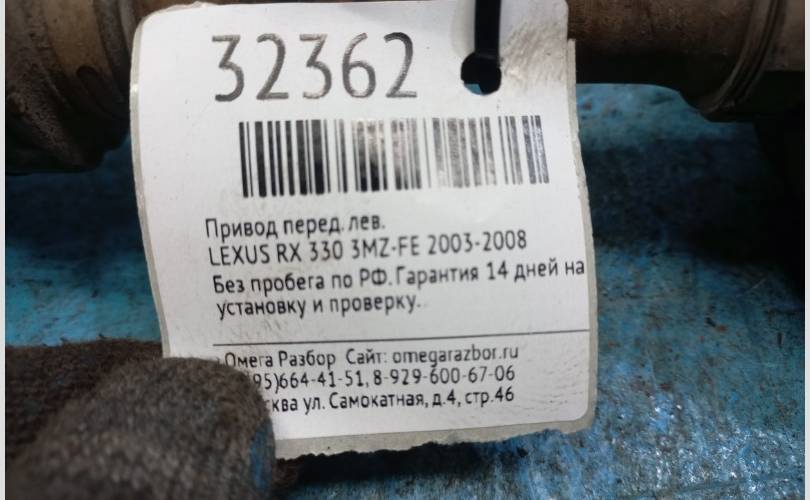 32362
Привод перед. лев.
LEXUS RX 330 3MZ-FE 2003-2008
Без пробега по РФ. Гарантия 14 дней на
установку и проверку.
Омега Разбор Сайт: omegarazbor.ru
95)664-41-51, 8-929-600-67-06
ква ул. Самокатная, д.4, стр.46